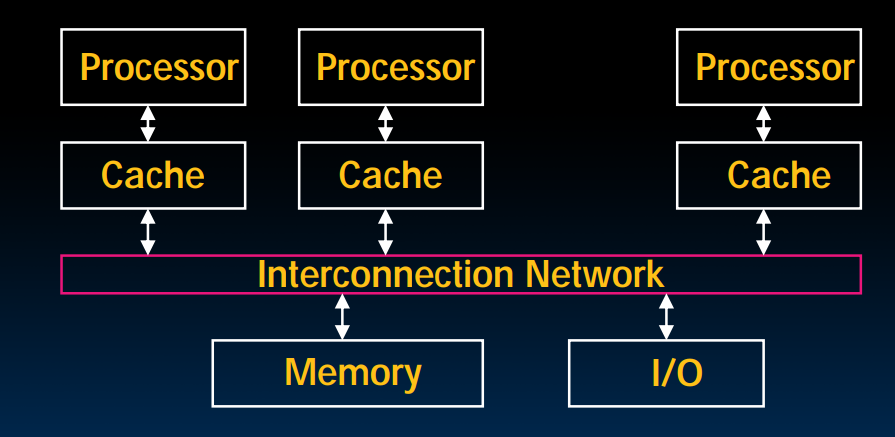 Processor Processor Processor
Cache Cache Cache
Interconnection Network
Memory I/O